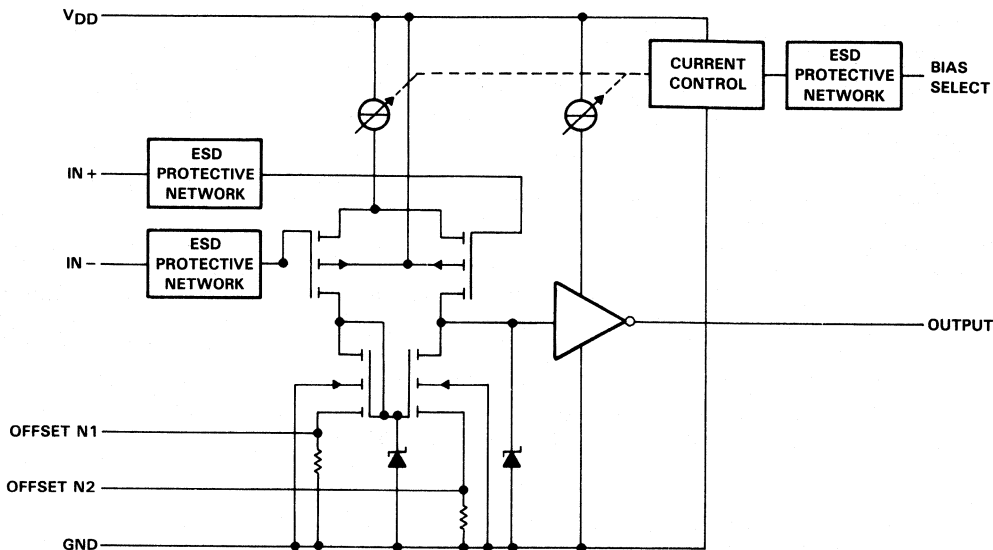 VDD
CURRENT
CONTROL
ESD
PROTECTIVE
NETWORK
BIAS
SELECT
IN +
ESD
PROTECTIVE
NETWORK
IN −
ESD
PROTECTIVE
NETWORK
OUTPUT
OFFSET N1
OFFSET N2
GND